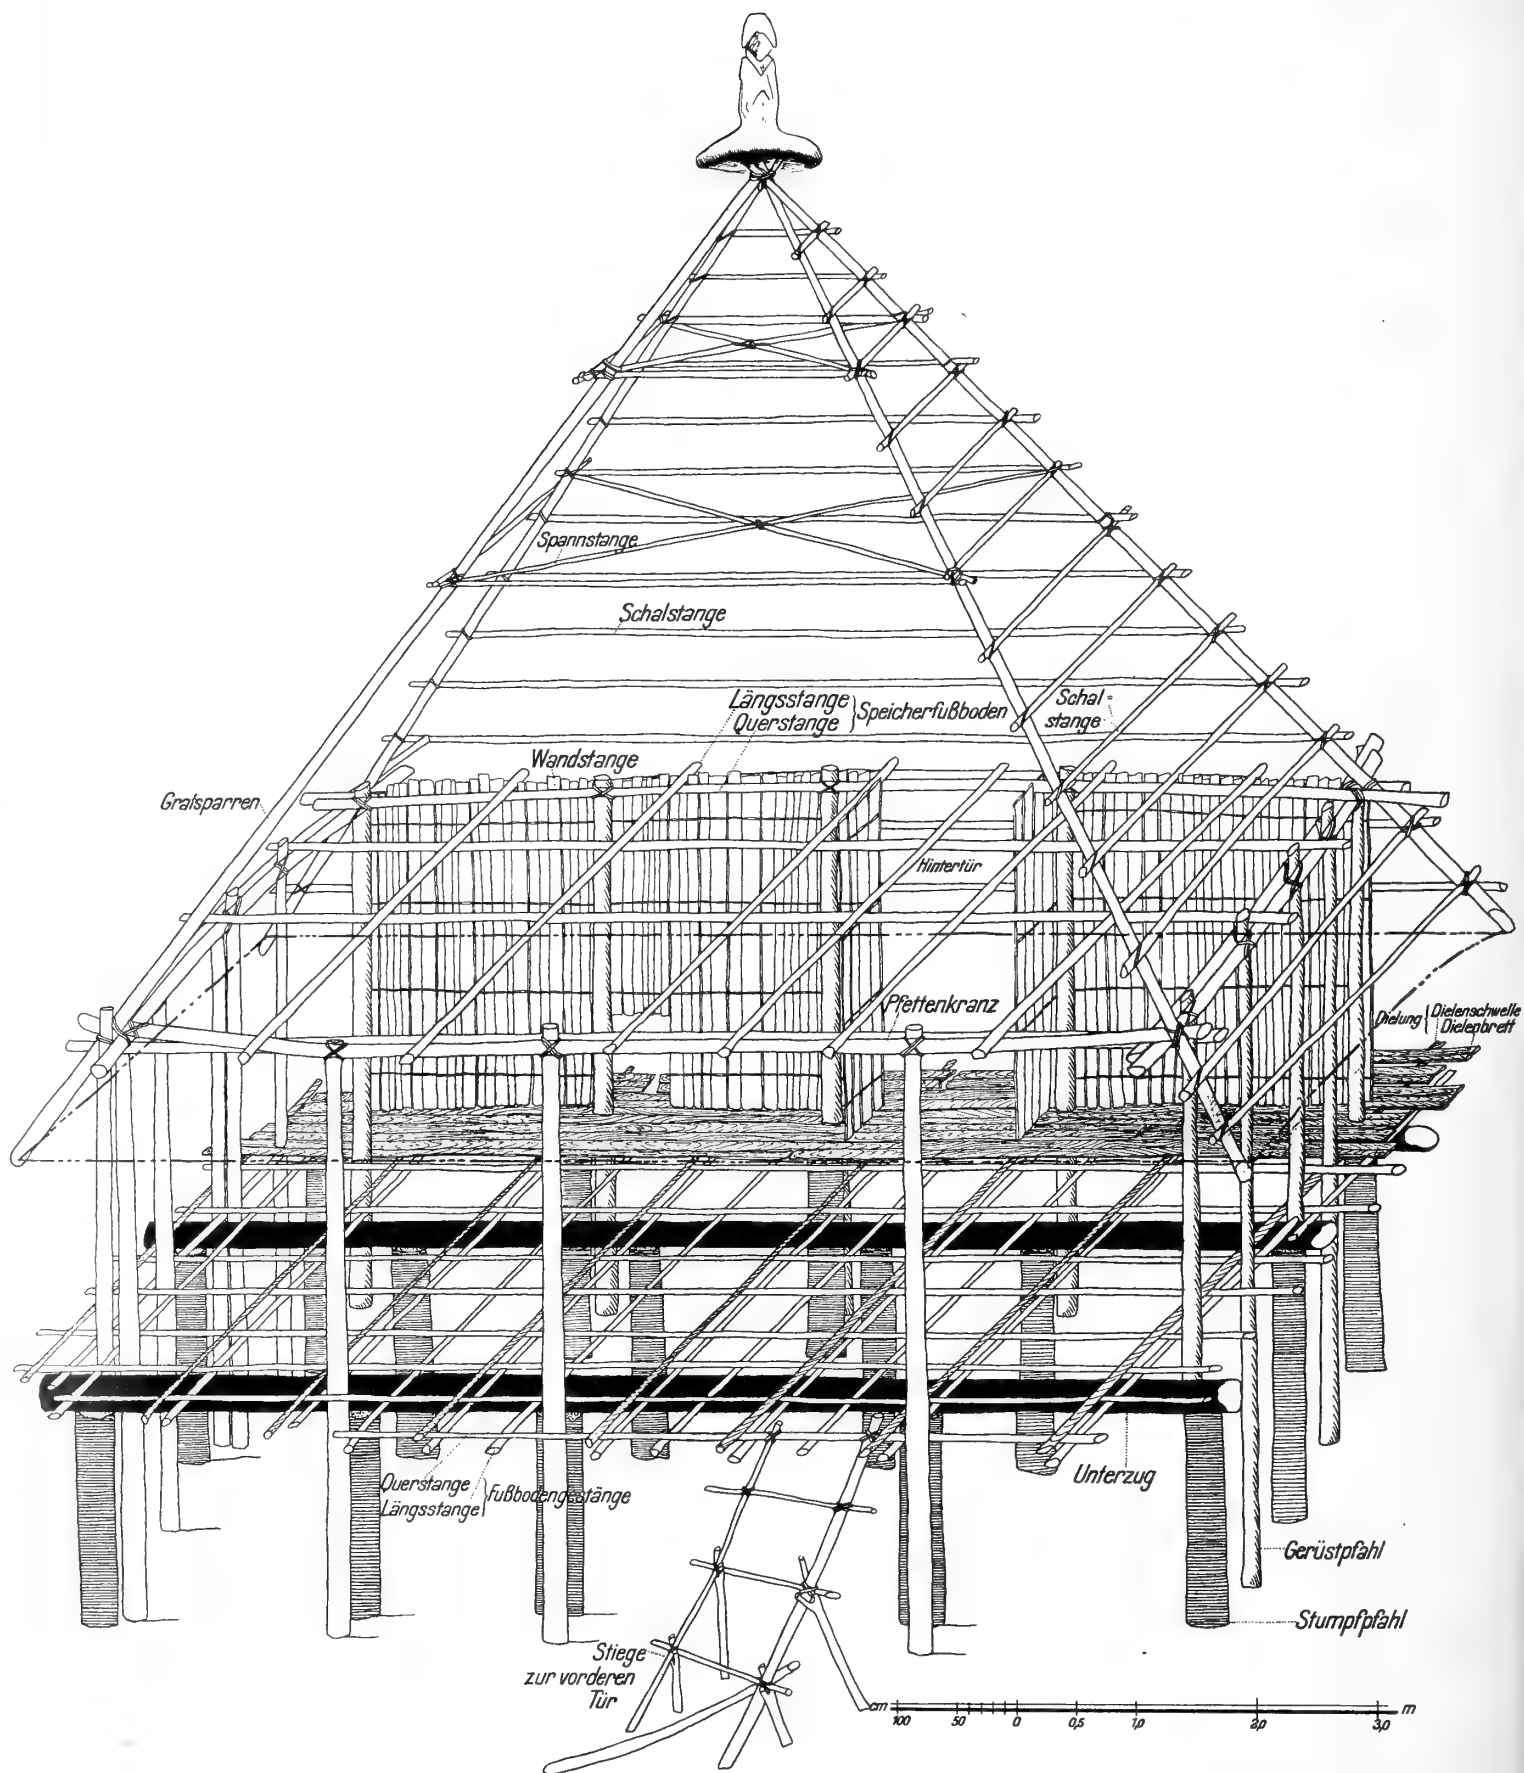 Spannstange
Schalstange
Längsstange
Querstange
Speicherfußboden
Schal=
stange
Wandstange
Gratsparren
Hintertür
Pfettenkranz
Dielung
Dielenschwelle
Dielenbrett
Querstange
Längsstange
Fußbodengestänge
Unterzug
Gerüstpfahl
Stumpfpfahl
Stiege
zur vorderen
Tür
cm 100 50 0 0,5 1,0 2,0 3,0 m